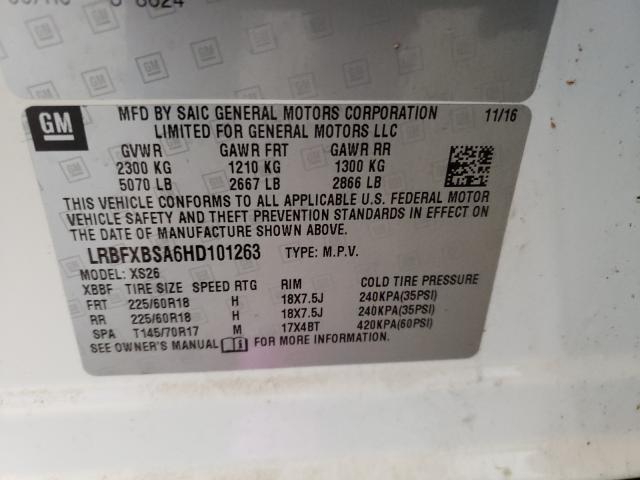 GM
MFD BY SAIC GENERAL MOTORS CORPORATION 11/16
LIMITED FOR GENERAL MOTORS LLC
GVWR GAWR FRT GAWR RR
2300 KG 1210 KG 1300 KG
5070 LB 2667 LB 2866 LB
THIS VEHICLE CONFORMS TO ALL APPLICABLE U.S. FEDERAL MOTOR
VEHICLE SAFETY AND THEFT PREVENTION STANDARDS IN EFFECT ON
THE DATE OF MANUFACTURE SHOWN ABOVE.
LRBFXBSA6HD101263 TYPE: M.P.V.
MODEL: XS26
XBBF TIRE SIZE SPEED RTG RIM COLD TIRE PRESSURE
FRT 225/60R18 H 18X7.5J 240KPA(35PSI)
RR 225/60R18 H 18X7.5J 240KPA(35PSI)
SPA T145/70R17 M 17X4BT 420KPA(60PSI)
SEE OWNER'S MANUAL FOR MORE INFORMATION.